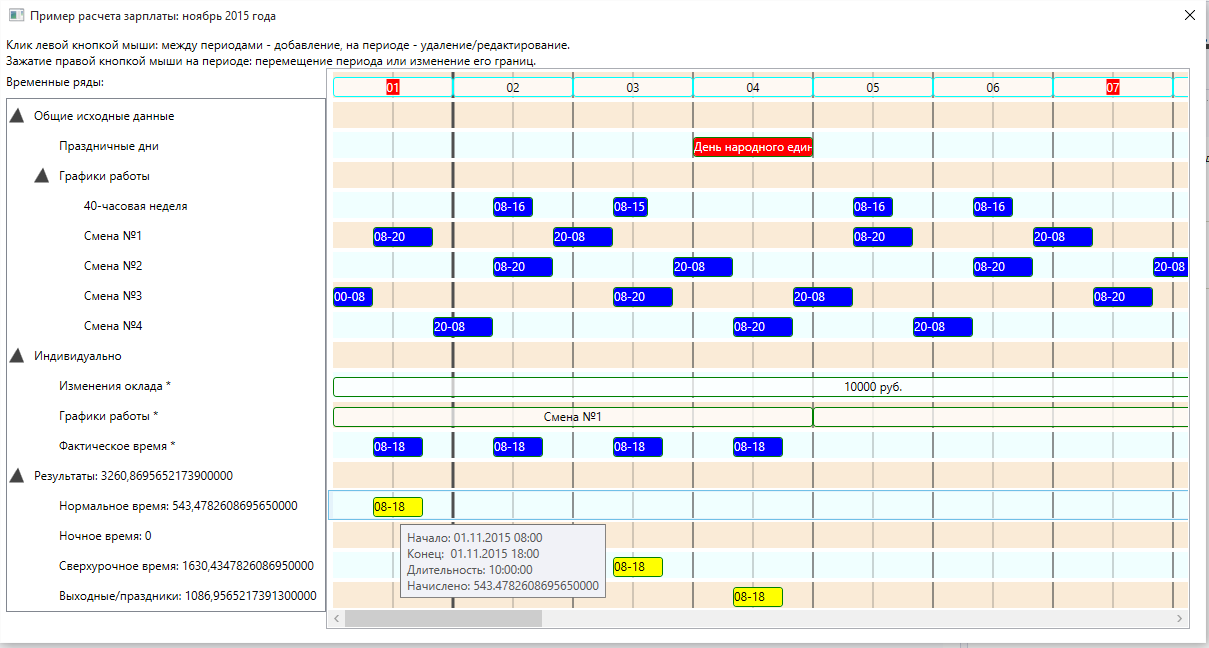 Пример расчета зарплаты: ноябрь 2015 года
Клик левой кнопкой мыши: между периодами - добавление, на периоде - удаление/редактирование.
Зажатие правой кнопкой мыши на периоде: перемещение периода или изменение его границ.
Временные ряды:
01 02 03 04 05 06 07
Общие исходные данные
Праздничные дни День народного един
Графики работы
40-часовая неделя 08-16 08-15 08-16 08-16
Смена №1 08-20 20-08 08-20 20-08
Смена №2 08-20 20-08 08-20 20-08
Смена №3 00-08 08-20 20-08 08-20
Смена №4 20-08 08-20 20-08
Индивидуально
Изменения оклада * 10000 руб.
Графики работы * Смена №1
Фактическое время * 08-18 08-18 08-18 08-18
Результаты: 3260,8695652173900000
Нормальное время: 543,4782608695650000 08-18
Ночное время: 0
Сверхурочное время: 1630,4347826086950000 08-18
Выходные/праздники: 1086,9565217391300000 08-18
Начало: 01.11.2015 08:00
Конец: 01.11.2015 18:00
Длительность: 10:00:00
Начислено: 543.4782608695650000